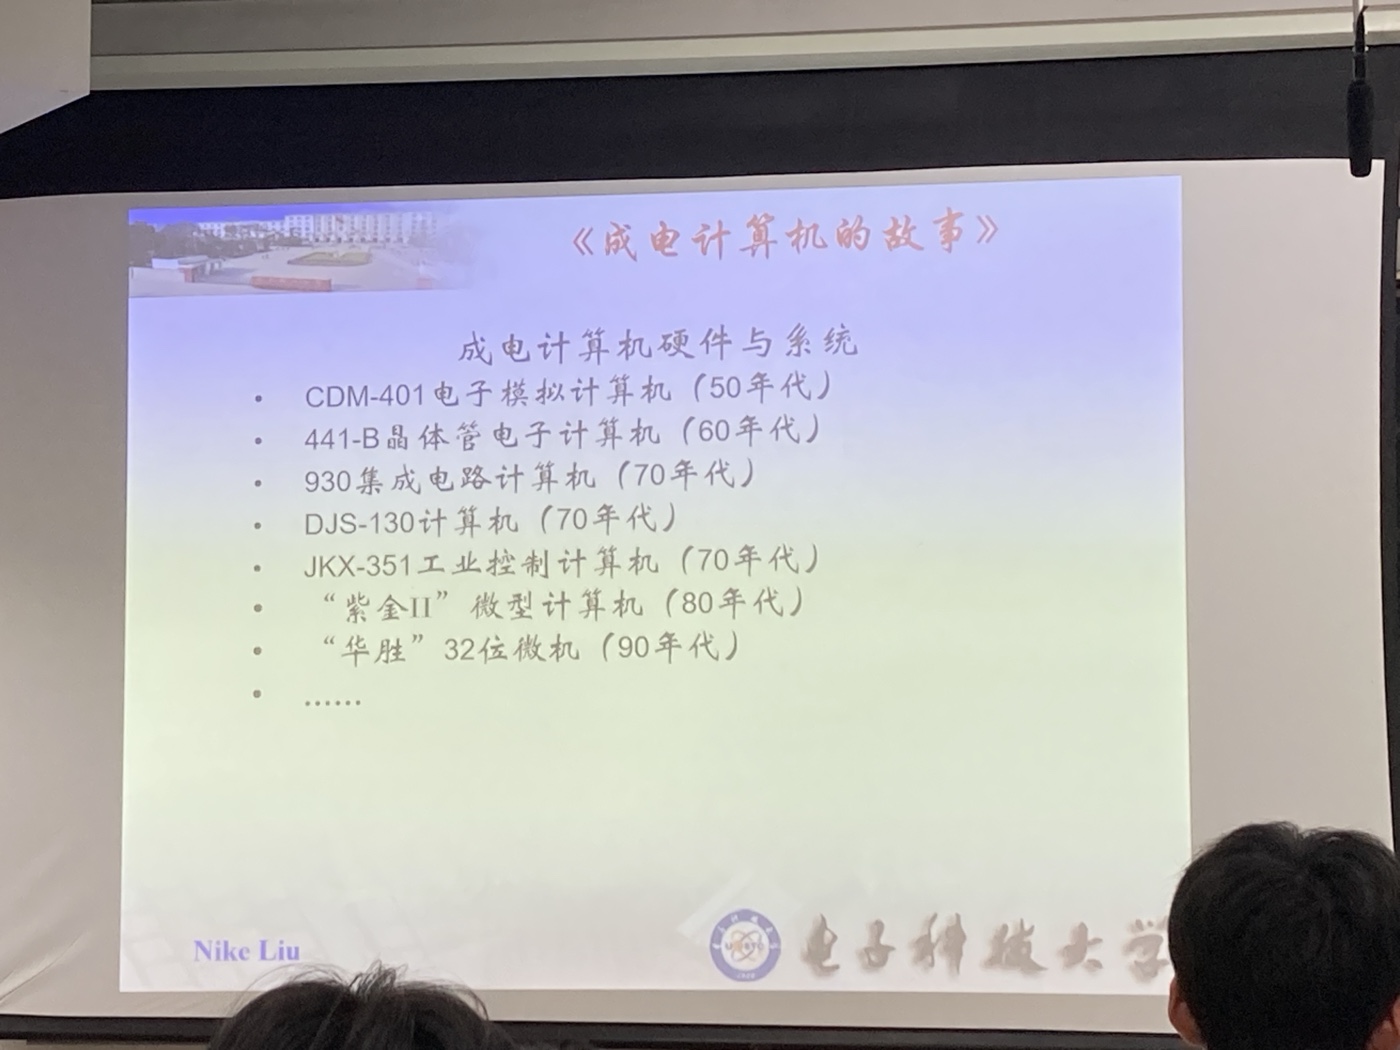 《成电计算机的故事》
成电计算机硬件与系统
• CDM-401电子模拟计算机（50年代）
• 441-B晶体管电子计算机（60年代）
• 930集成电路计算机（70年代）
• DJS-130计算机（70年代）
• JKX-351工业控制计算机（70年代）
• “紫金II”微型计算机（80年代）
• “华胜”32位微机（90年代）
• ……
Nike Liu
电子科技大学